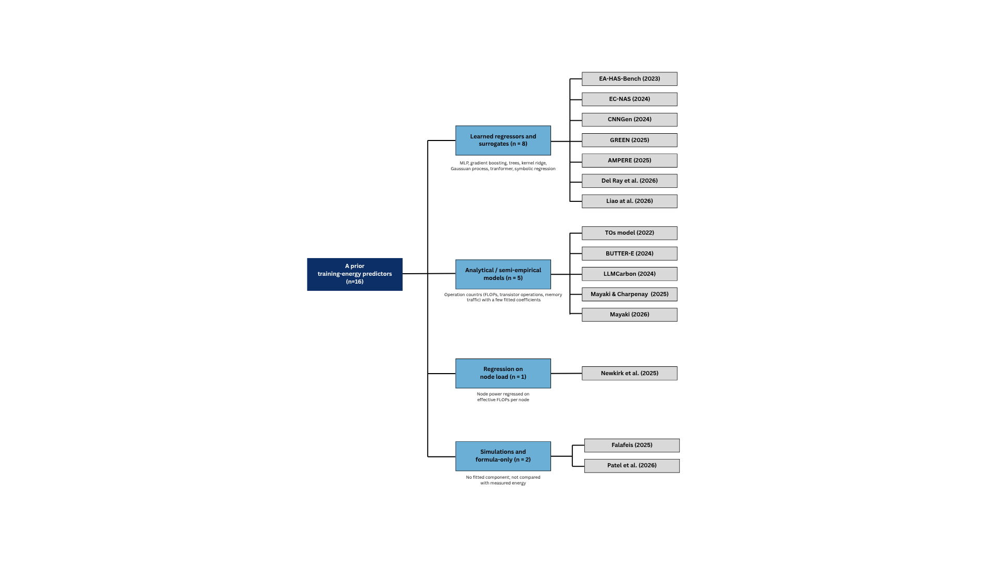 A prior
training-energy predictors
(n=16)
Learned regressors and
surrogates (n = 8)
MLP, gradient boosting, trees, kernel ridge,
Gaussuan process, tranformer, symbolic regression
EA-HAS-Bench (2023)
EC-NAS (2024)
CNNGen (2024)
GREEN (2025)
AMPERE (2025)
Del Ray et al. (2026)
Liao at al. (2026)
Analytical / semi-empirical
models (n = 5)
Operation countrs (FLOPs, transistor operations, memory
traffic) with a few fitted coefficients
TOs model (2022)
BUTTER-E (2024)
LLMCarbon (2024)
Mayaki & Charpenay (2025)
Mayaki (2026)
Regression on
node load (n = 1)
Node power regressed on
effective FLOPs per node
Newkirk et al. (2025)
Simulations and
formula-only (n = 2)
No fitted component; not compared
with measured energy
Falafeis (2025)
Patel et al. (2026)